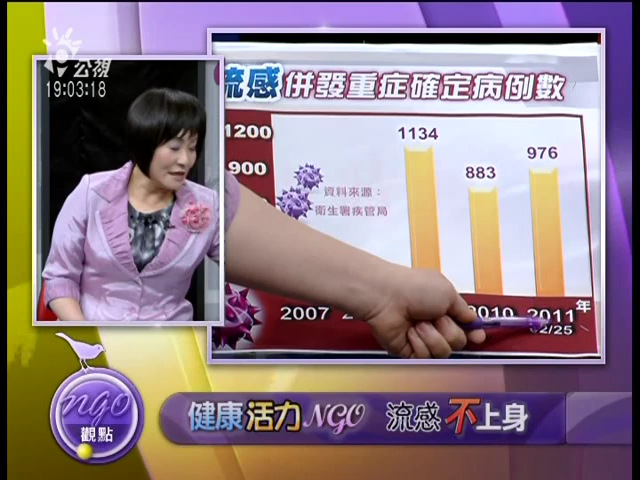 公視
19:03:18
流感併發重症確定病例數
1200
900
1134
883
976
資料來源：
衛生署疾管局
2007
2010
2011
年
02/25
ngo
觀點
健康活力NGO 流感不上身